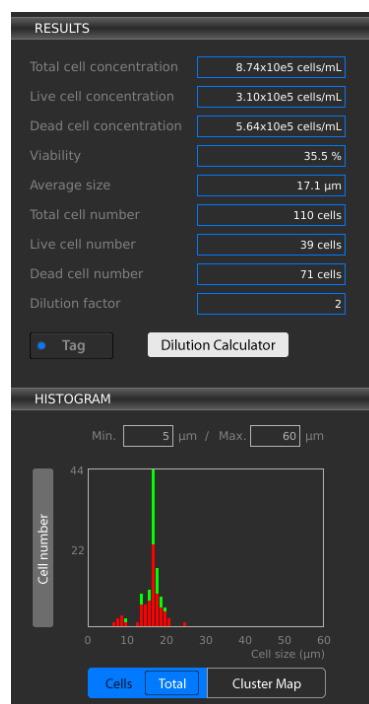 RESULTS
Total cell concentration 8.74x10e5 cells/mL
Live cell concentration 3.10x10e5 cells/mL
Dead cell concentration 5.64x10e5 cells/mL
Viability 35.5 %
Average size 17.1 µm
Total cell number 110 cells
Live cell number 39 cells
Dead cell number 71 cells
Dilution factor 2
Tag Dilution Calculator
HISTOGRAM
Min. 5 µm / Max. 60 µm
44
22
Cell number
0 10 20 30 40 50 60
Cell size (µm)
Cells Total Cluster Map